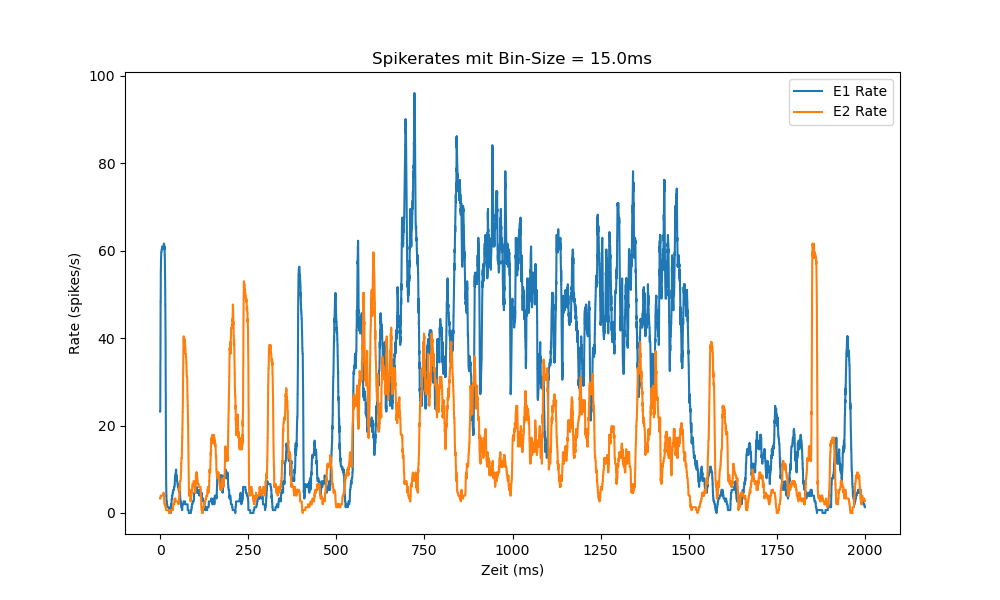 Spikerates mit Bin-Size = 15.0ms
E1 Rate
E2 Rate
Rate (spikes/s)
100
80
60
40
20
0
0 250 500 750 1000 1250 1500 1750 2000
Zeit (ms)